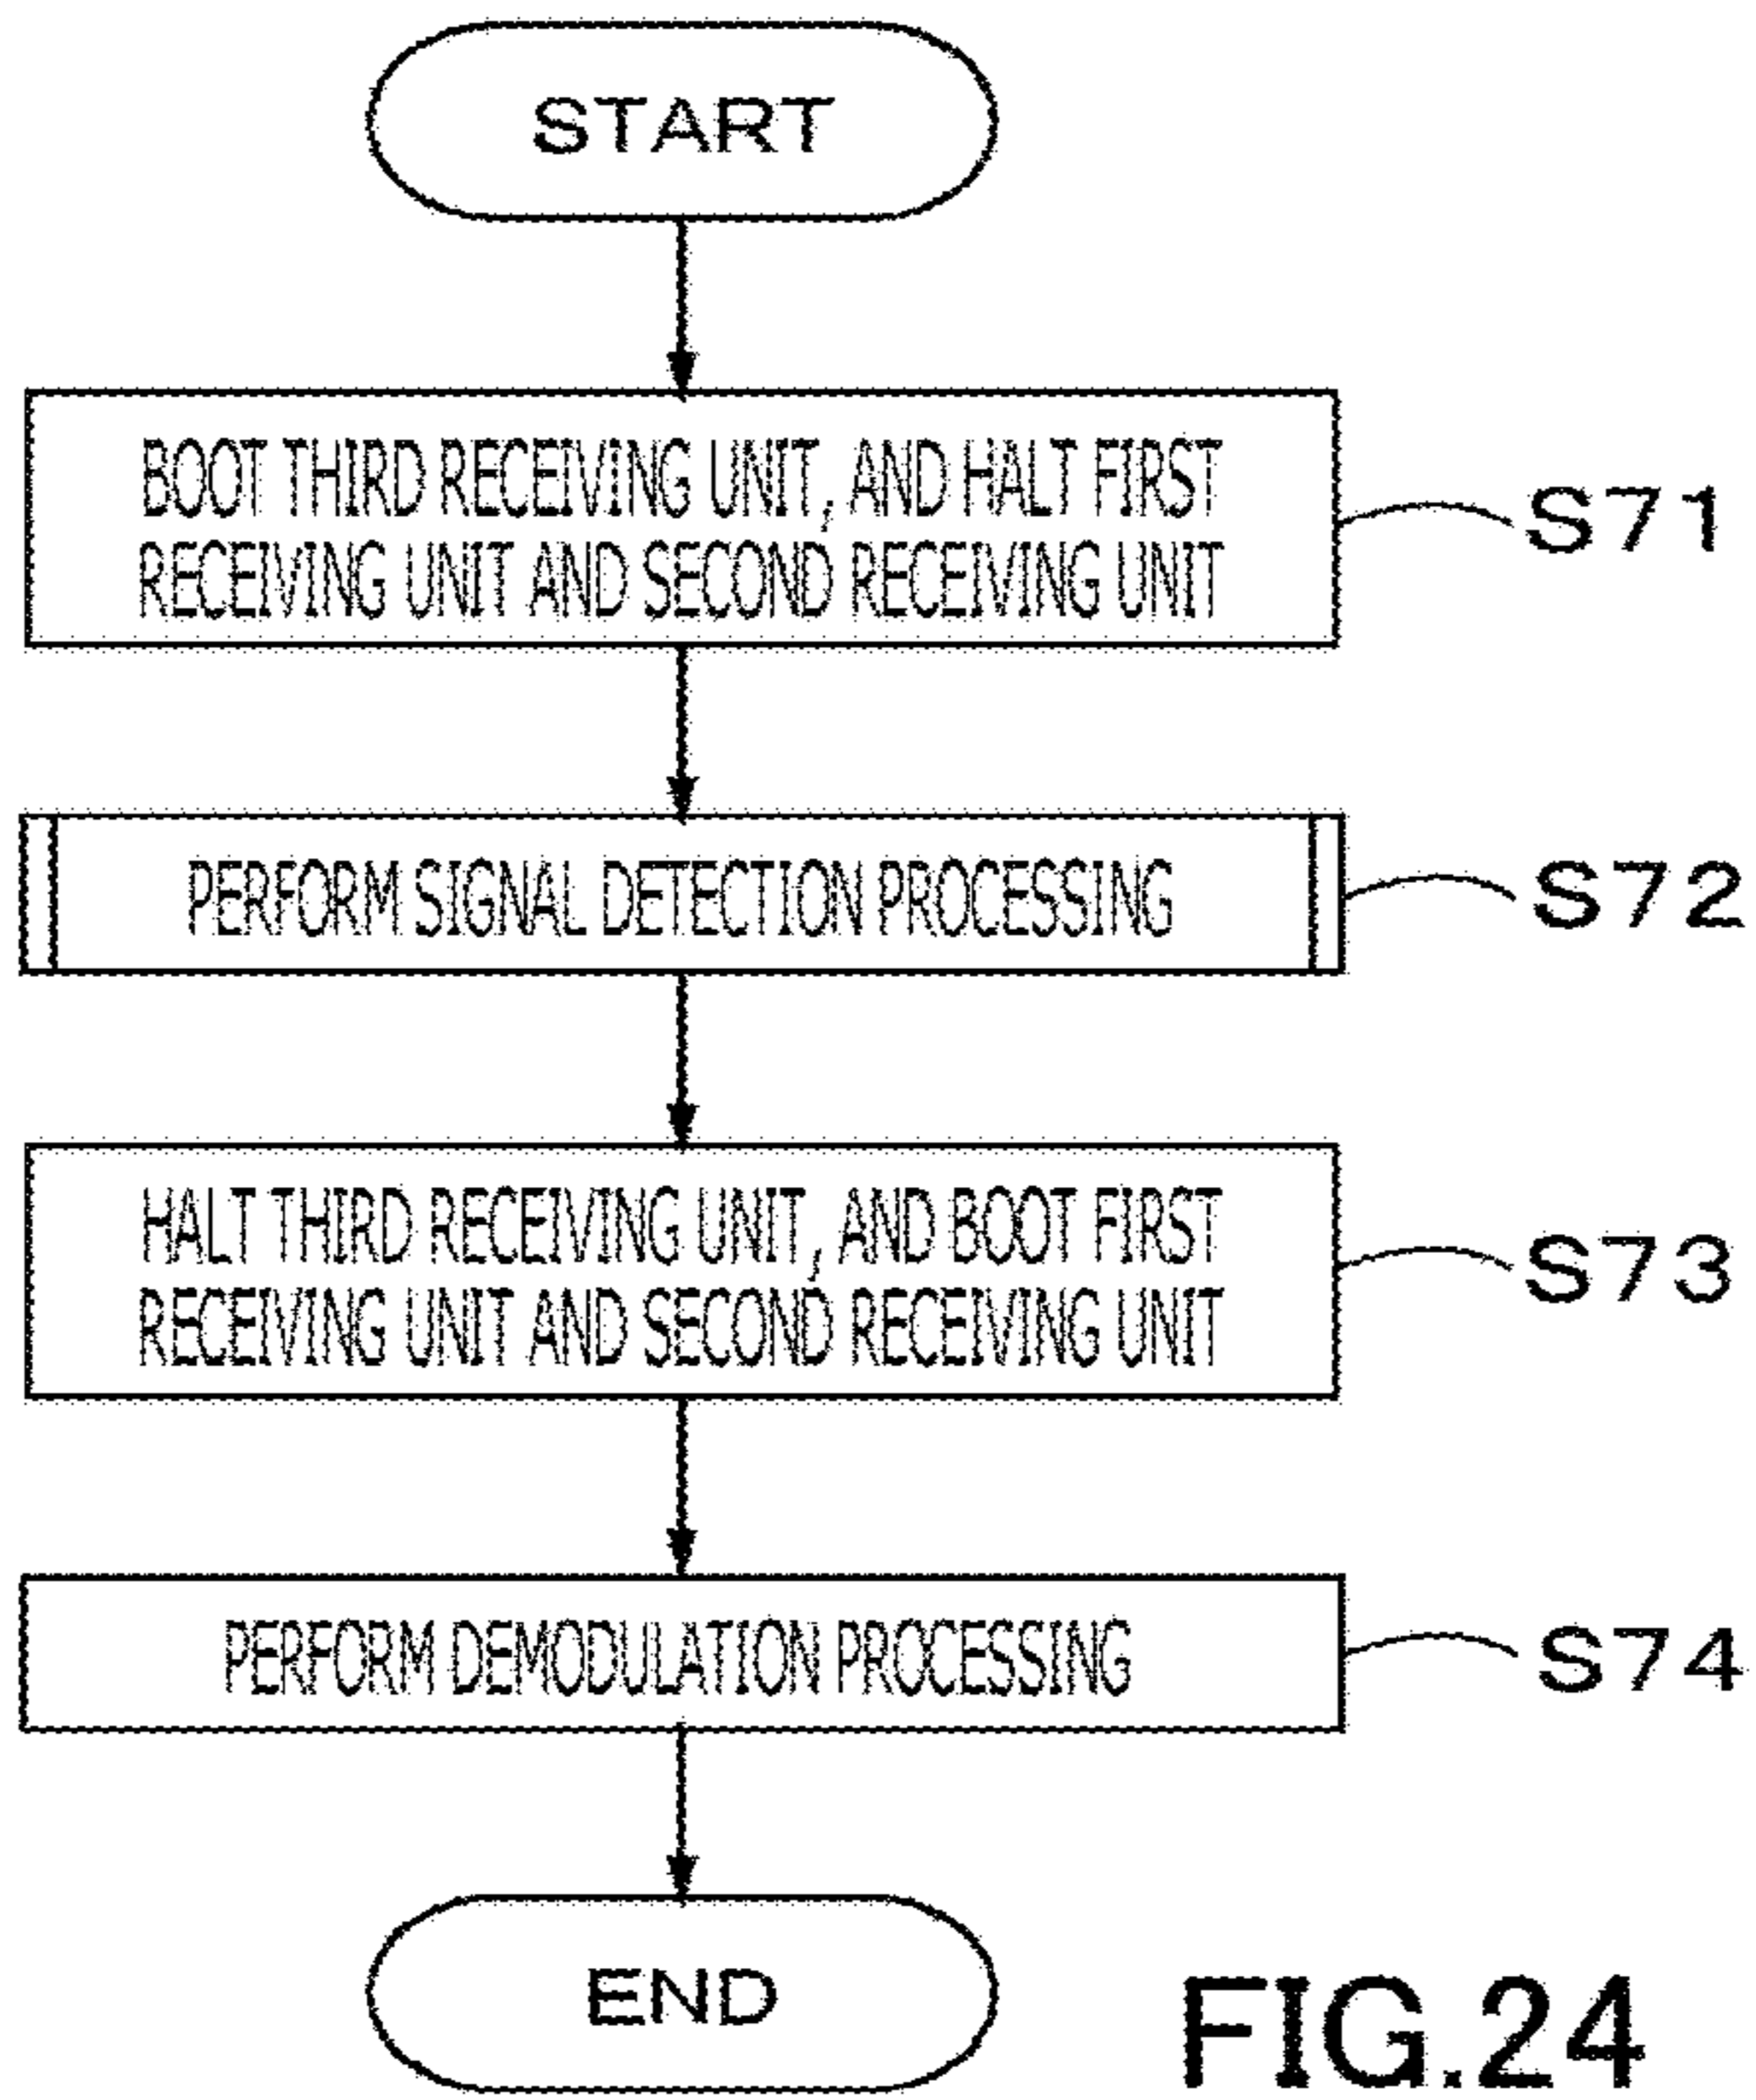 START
BOOT THIRD RECEIVING UNIT, AND HALT FIRST
RECEIVING UNIT AND SECOND RECEIVING UNIT
S71
PERFORM SIGNAL DETECTION PROCESSING
S72
HALT THIRD RECEIVING UNIT, AND BOOT FIRST
RECEIVING UNIT AND SECOND RECEIVING UNIT
S73
PERFORM DEMODULATION PROCESSING
S74
END
FIG.24